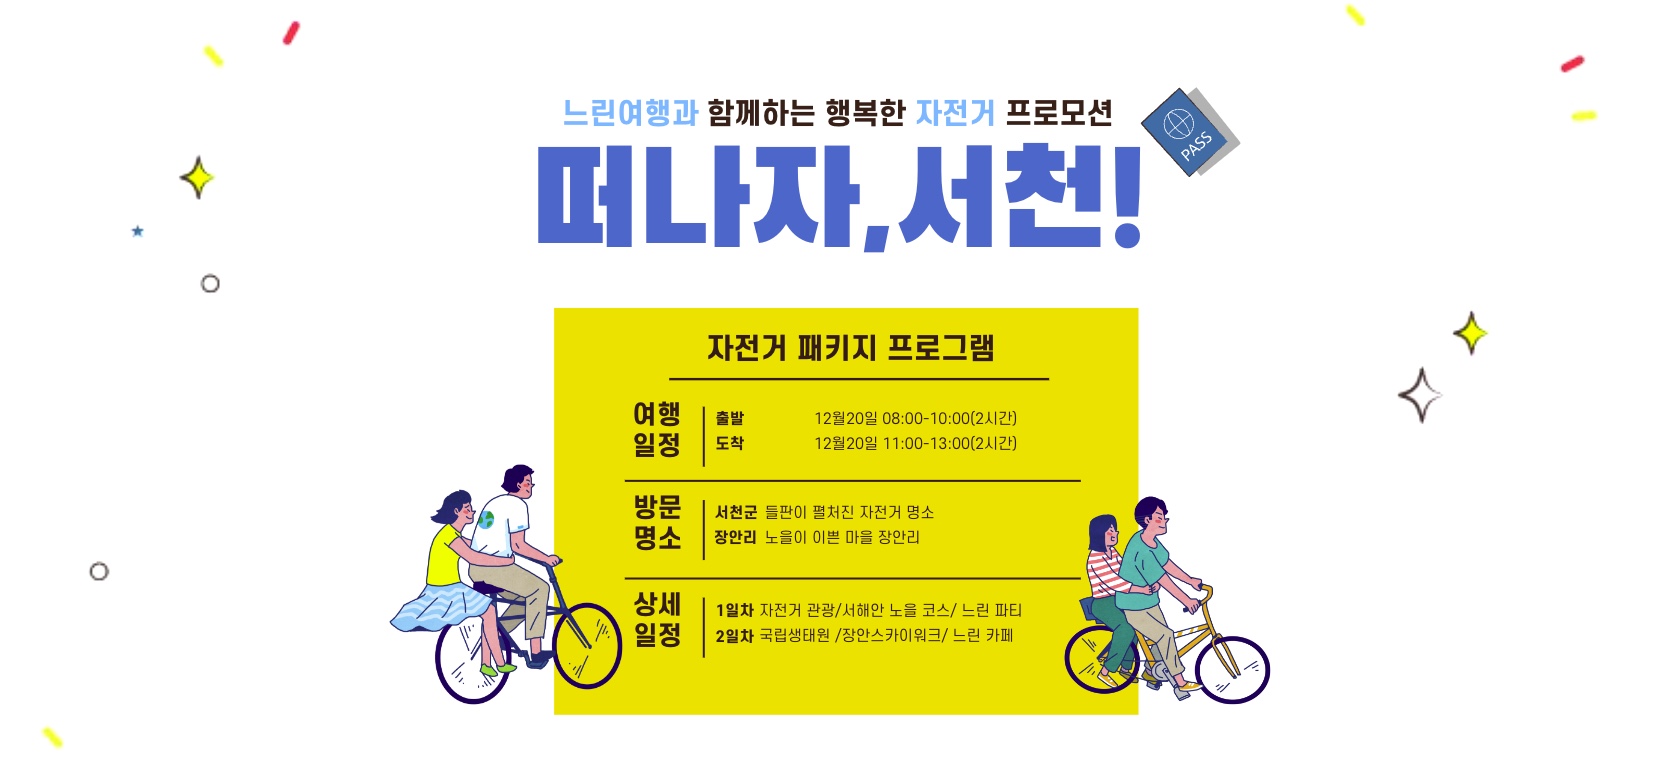 느린여행과 함께하는 행복한 자전거 프로모션
PASS
떠나자,서천!
자전거 패키지 프로그램
여행
일정
출발 12월20일 08:00-10:00(2시간)
도착 12월20일 11:00-13:00(2시간)
방문
명소
서천군 들판이 펼처진 자전거 명소
장안리 노을이 이쁜 마을 장안리
상세
일정
1일차 자전거 관광/서해안 노을 코스/ 느린 파티
2일차 국립생태원 /장안스카이워크/ 느린 카페